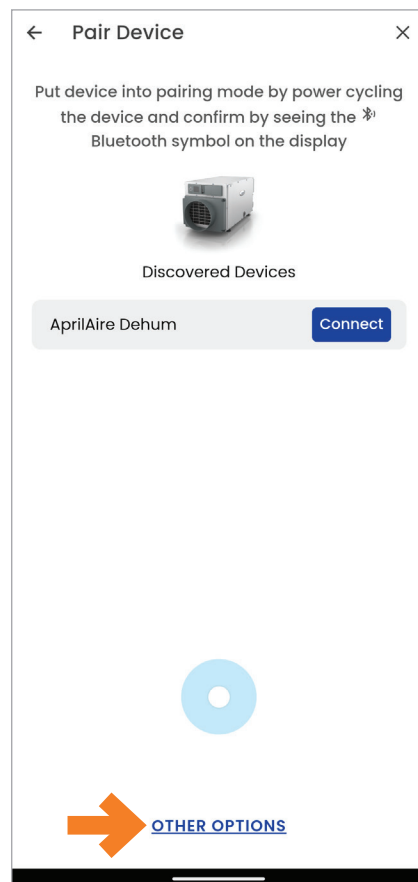 Pair Device
Put device into pairing mode by power cycling
the device and confirm by seeing the
Bluetooth symbol on the display
Discovered Devices
AprilAire Dehum
Connect
OTHER OPTIONS